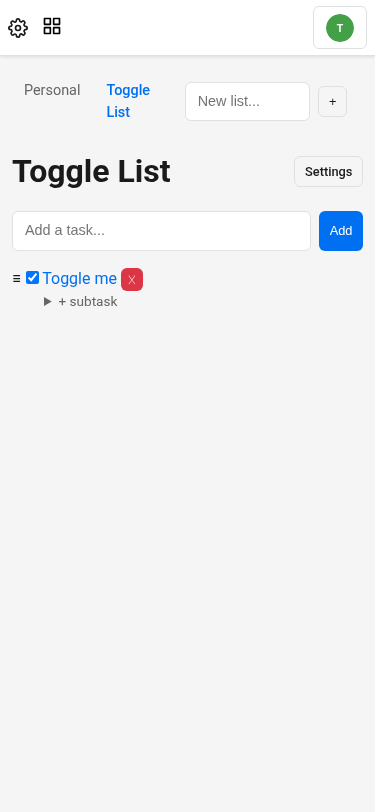 T
Personal
Toggle
List
New list...
+
Toggle List
Settings
Add a task...
Add
Toggle me X
+ subtask